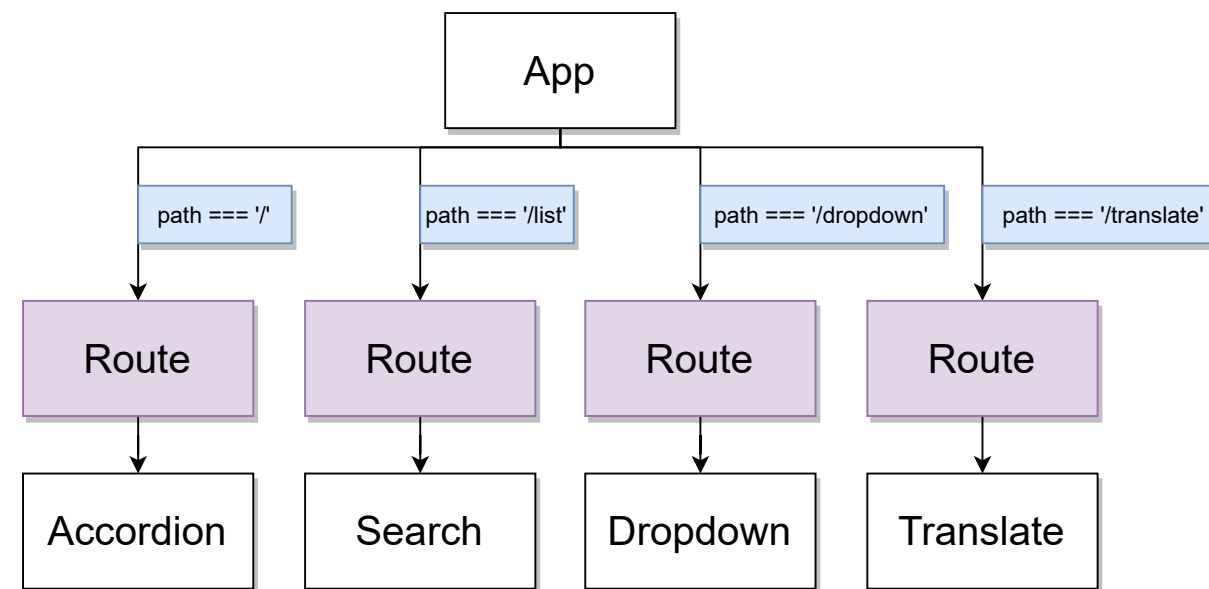 App
path === '/'
path === '/list'
path === '/dropdown'
path === '/translate'
Route
Route
Route
Route
Accordion
Search
Dropdown
Translate